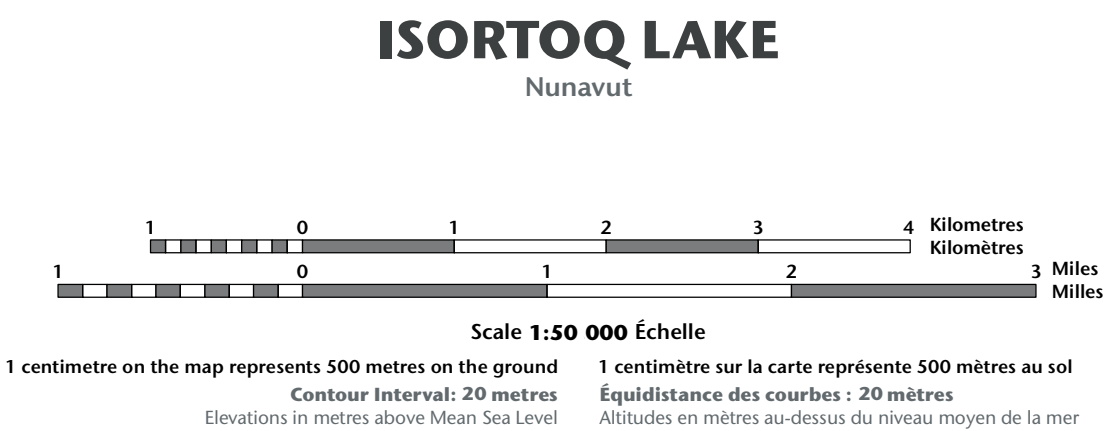 ISORTOQ LAKE
Nunavut
1 0 1 2 3 4 Kilometres
Kilomètres
1 0 1 2 3 Miles
Milles
Scale 1:50 000 Échelle
1 centimetre on the map represents 500 metres on the ground
Contour Interval: 20 metres
Elevations in metres above Mean Sea Level
1 centimètre sur la carte représente 500 mètres au sol
Équidistance des courbes : 20 mètres
Altitudes en mètres au-dessus du niveau moyen de la mer